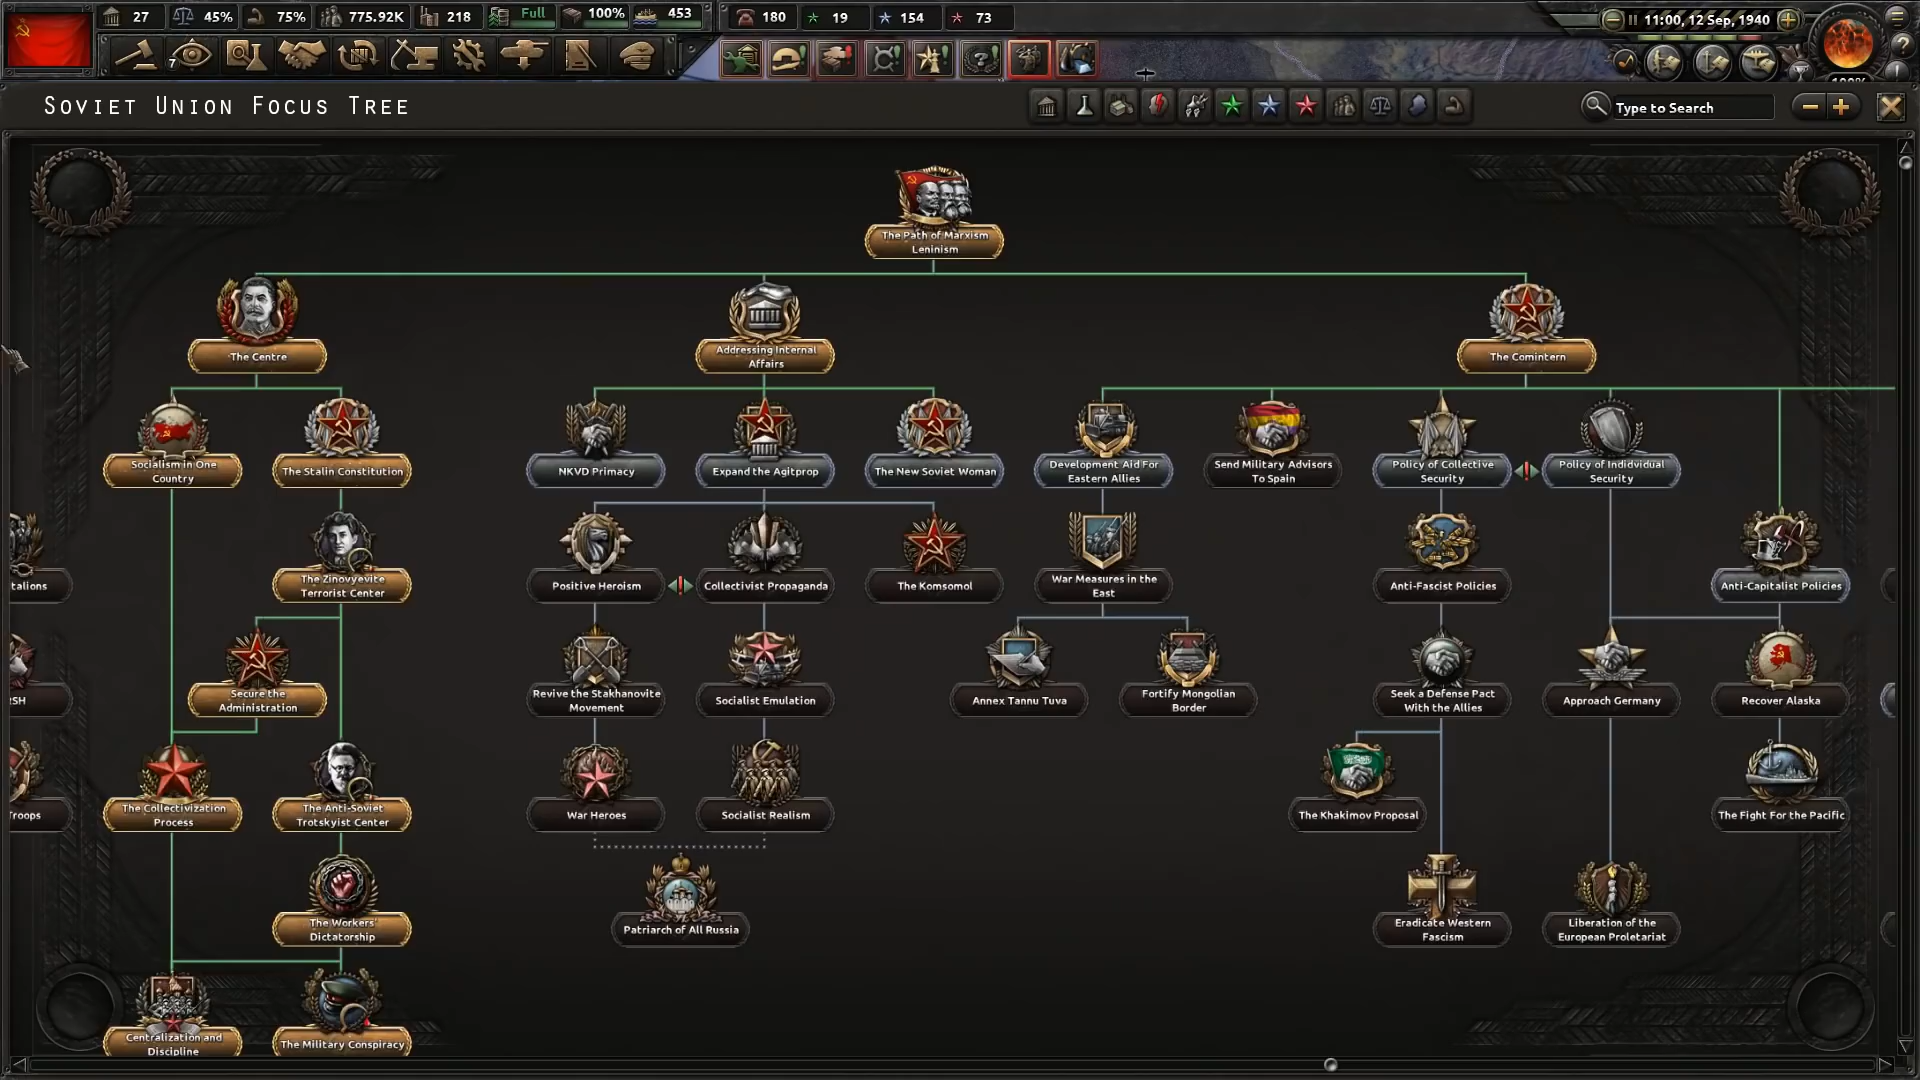 27
45%
75%
775.92K
218
Full
100%
453
180
19
154
73
11:00, 12 Sep, 1940
7
Soviet Union Focus Tree
Type to Search
The Path of Marxism
Leninism
The Centre
Addressing Internal
Affairs
The Comintern
Socialism in One
Country
The Stalin Constitution
NKVD Primacy
Expand the Agitprop
The New Soviet Woman
Development Aid For
Eastern Allies
Send Military Advisors
To Spain
Policy of Collective
Security
Policy of Indidvidual
Security
talions
The Zinovyevite
Terrorist Center
Positive Heroism
Collectivist Propaganda
The Komsomol
War Measures in the
East
Anti-Fascist Policies
Anti-Capitalist Policies
RSH
Secure the
Administration
Revive the Stakhanovite
Movement
Socialist Emulation
Annex Tannu Tuva
Fortify Mongolian
Border
Seek a Defense Pact
With the Allies
Approach Germany
Recover Alaska
Troops
The Collectivization
Process
The Anti-Soviet
Trotskyist Center
War Heroes
Socialist Realism
The Khakimov Proposal
The Fight For the Pacific
The Workers'
Dictatorship
Patriarch of All Russia
Eradicate Western
Fascism
Liberation of the
European Proletariat
Centralization and
Discipline
The Military Conspiracy